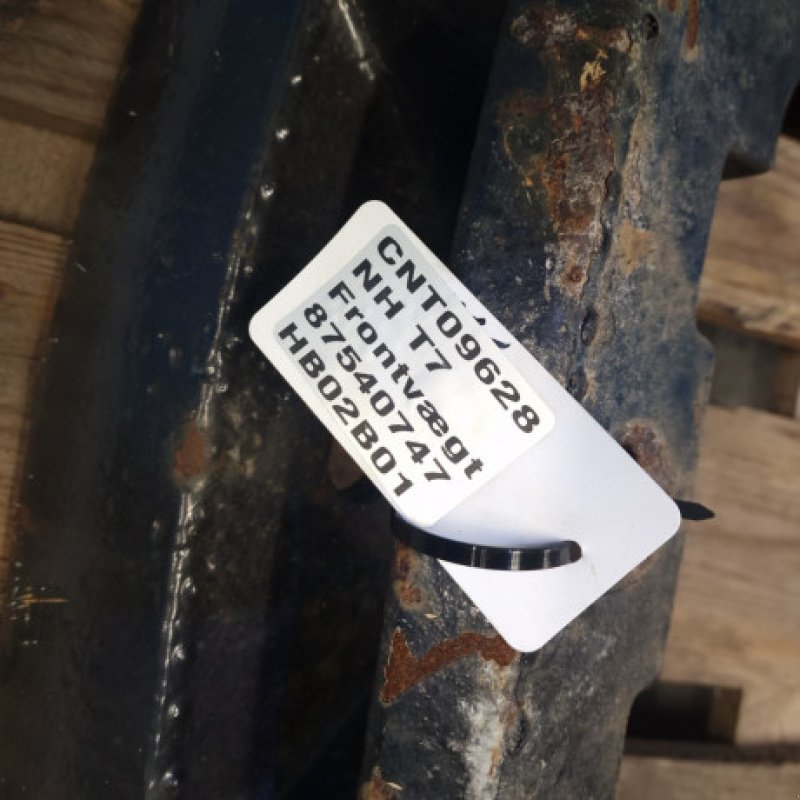 CNT09628
NH T7
Frontvægt
87540747
HB02B01